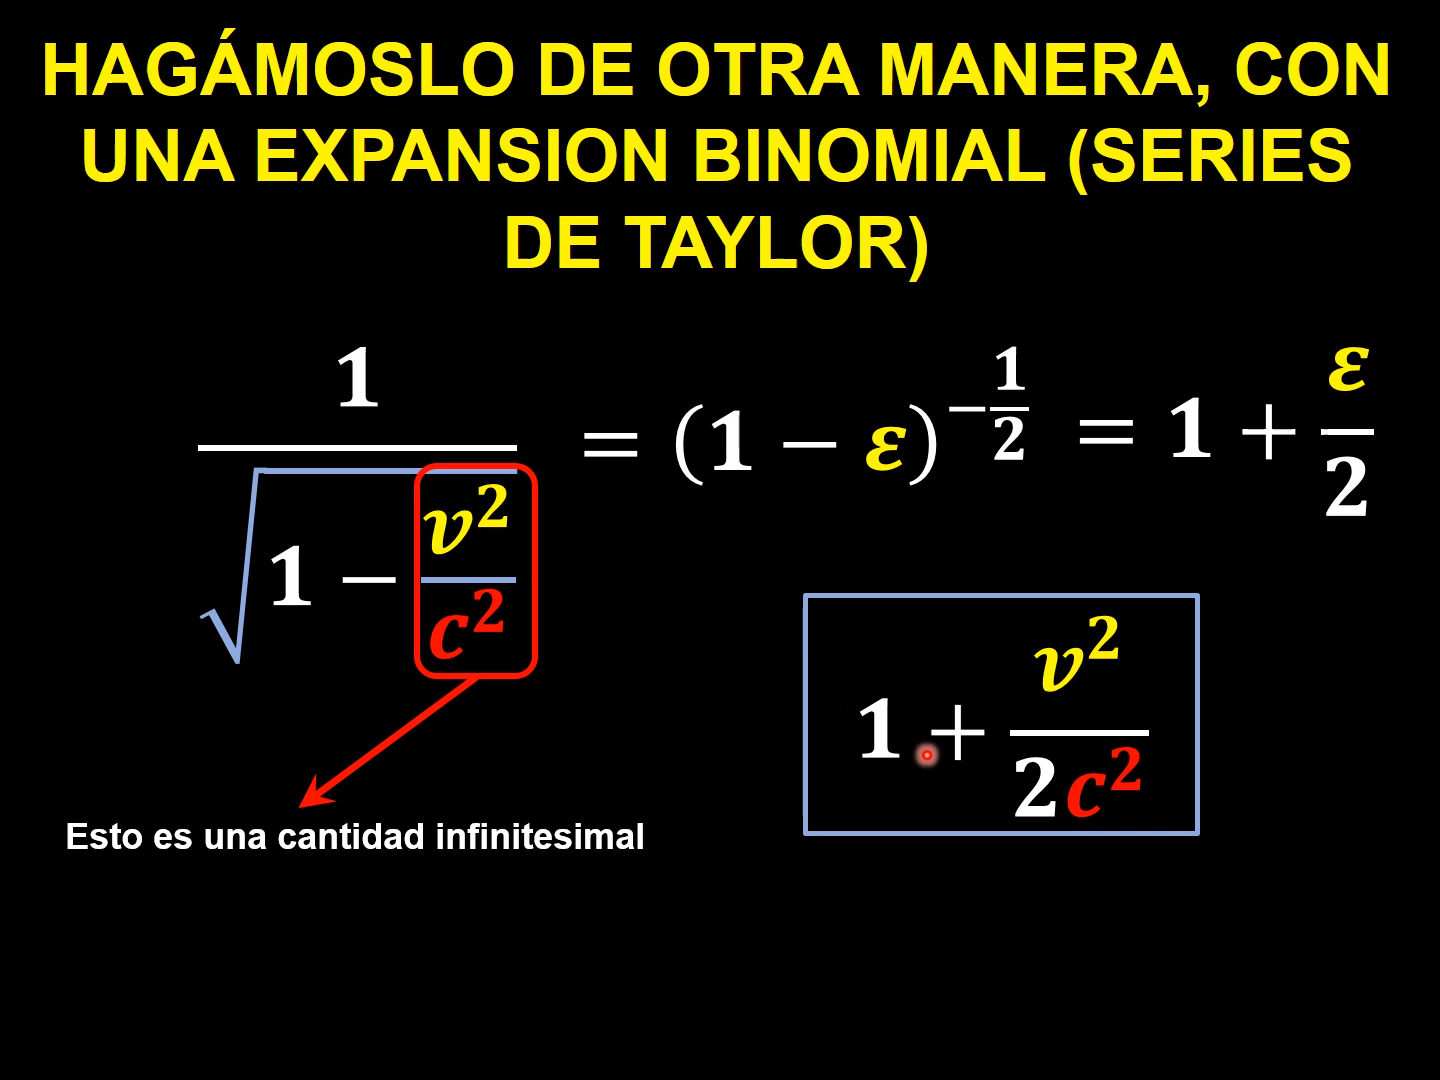 HAGÁMOSLO DE OTRA MANERA, CON
UNA EXPANSION BINOMIAL (SERIES
DE TAYLOR)
1/√(1 − v²/c²) = (1 − ε)^(−1/2) = 1 + ε/2
1 + v²/2c²
Esto es una cantidad infinitesimal